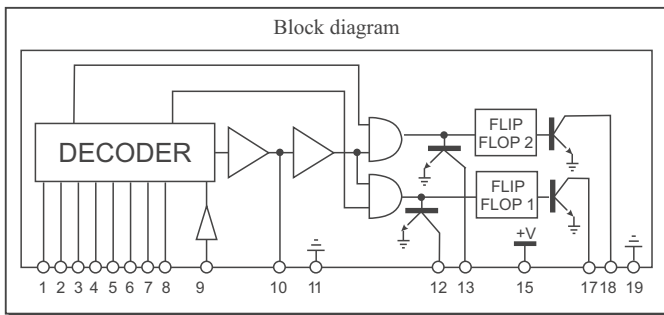 Block diagram
DECODER
FLIP
FLOP 2
FLIP
FLOP 1
+V
1 2 3 4 5 6 7 8 9 10 11 12 13 15 17 18 19